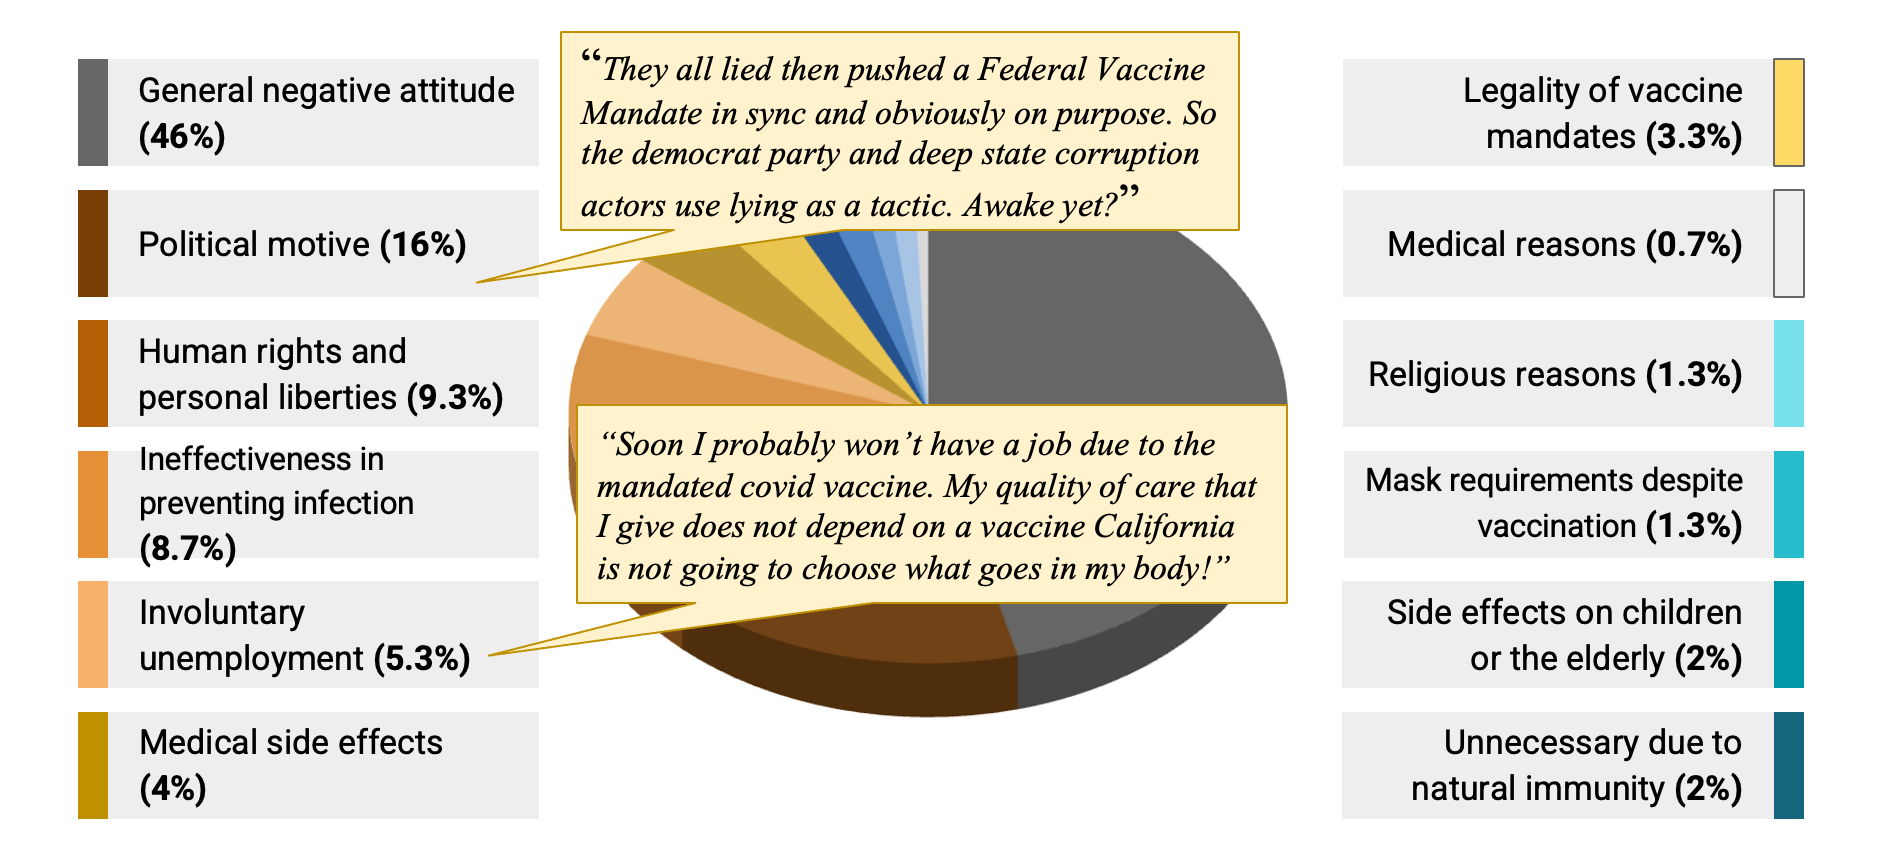 General negative attitude
(46%)
Political motive (16%)
Human rights and
personal liberties (9.3%)
Ineffectiveness in
preventing infection
(8.7%)
Involuntary
unemployment (5.3%)
Medical side effects
(4%)
“They all lied then pushed a Federal Vaccine
Mandate in sync and obviously on purpose. So
the democrat party and deep state corruption
actors use lying as a tactic. Awake yet?”
“Soon I probably won’t have a job due to the
mandated covid vaccine. My quality of care that
I give does not depend on a vaccine California
is not going to choose what goes in my body!”
Legality of vaccine
mandates (3.3%)
Medical reasons (0.7%)
Religious reasons (1.3%)
Mask requirements despite
vaccination (1.3%)
Side effects on children
or the elderly (2%)
Unnecessary due to
natural immunity (2%)